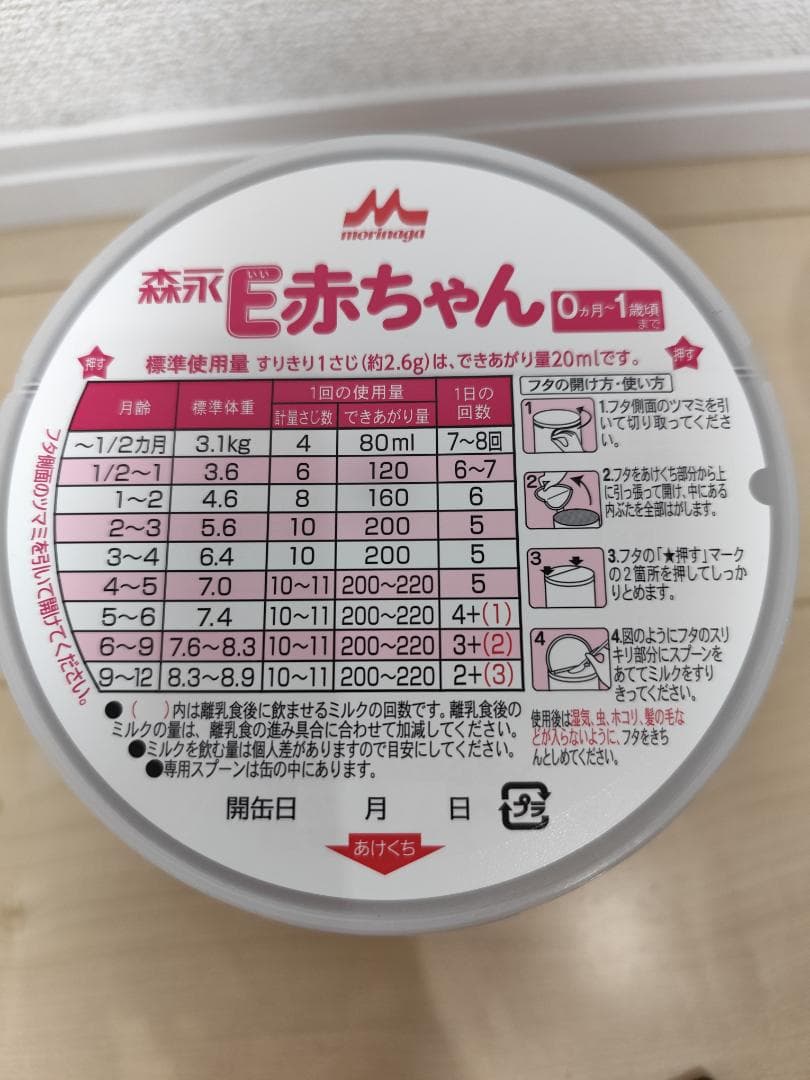 morinaga
森永E赤ちゃん
いい
0ヵ月~1歳頃まで
押す
標準使用量 すりきり1さじ(約2.6g)は、できあがり量20mlです。
押す
フタ側面のツマミを引いて開けてください。
月齢 標準体重 1回の使用量 1日の回数
計量さじ数 できあがり量
~1/2カ月 3.1kg 4 80ml 7~8回
1/2~1 3.6 6 120 6~7
1~2 4.6 8 160 6
2~3 5.6 10 200 5
3~4 6.4 10 200 5
4~5 7.0 10~11 200~220 5
5~6 7.4 10~11 200~220 4+(1)
6~9 7.6~8.3 10~11 200~220 3+(2)
9~12 8.3~8.9 10~11 200~220 2+(3)
●( )内は離乳食後に飲ませるミルクの回数です。離乳食後の
ミルクの量は、離乳食の進み具合に合わせて加減してください。
●ミルクを飲む量は個人差がありますので目安にしてください。
●専用スプーンは缶の中にあります。
フタの開け方・使い方
1
1.フタ側面のツマミを引
いて切り取ってくださ
い。
2
2.フタをあけくち部分から上
に引っ張って開け、中にある
内ぶたを全部はがします。
3
3.フタの「★押す」マーク
の2箇所を押してしっか
りとめます。
4
4.図のようにフタのスリ
キリ部分にスプーンを
あててミルクをすり
きってください。
使用後は湿気、虫、ホコリ、髪の毛な
どが入らないように、フタをきち
んとしめてください。
開缶日 月 日
プラ
あけくち